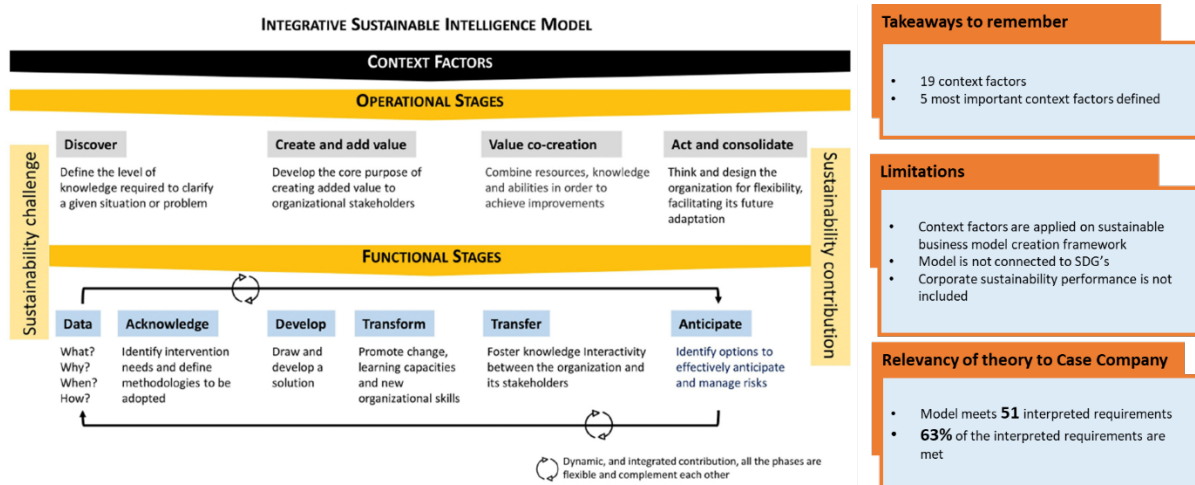 INTEGRATIVE SUSTAINABLE INTELLIGENCE MODEL
CONTEXT FACTORS
OPERATIONAL STAGES
Sustainability challenge
Discover
Define the level of
knowledge required to clarify
a given situation or problem
Create and add value
Develop the core purpose of
creating added value to
organizational stakeholders
Value co-creation
Combine resources, knowledge
and abilities in order to
achieve improvements
Act and consolidate
Think and design the
organization for flexibility,
facilitating its future
adaptation
Sustainability contribution
FUNCTIONAL STAGES
Data
What?
Why?
When?
How?
Acknowledge
Identify intervention
needs and define
methodologies to be
adopted
Develop
Draw and
develop a
solution
Transform
Promote change,
learning capacities
and new
organizational skills
Transfer
Foster knowledge Interactivity
between the organization and
its stakeholders
Anticipate
Identify options to
effectively anticipate
and manage risks
Dynamic, and integrated contribution, all the phases are
flexible and complement each other
Takeaways to remember
• 19 context factors
• 5 most important context factors defined
Limitations
• Context factors are applied on sustainable
business model creation framework
• Model is not connected to SDG's
• Corporate sustainability performance is not
included
Relevancy of theory to Case Company
• Model meets 51 interpreted requirements
• 63% of the interpreted requirements are
met